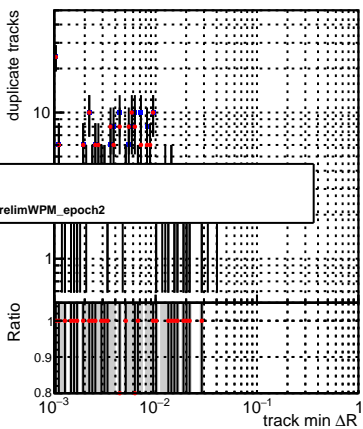 duplicate tracks
10
relimWPM_epoch2
1
Ratio
1
0.9
0.8
10⁻³ 10⁻² 10⁻¹ 1
track min ΔR